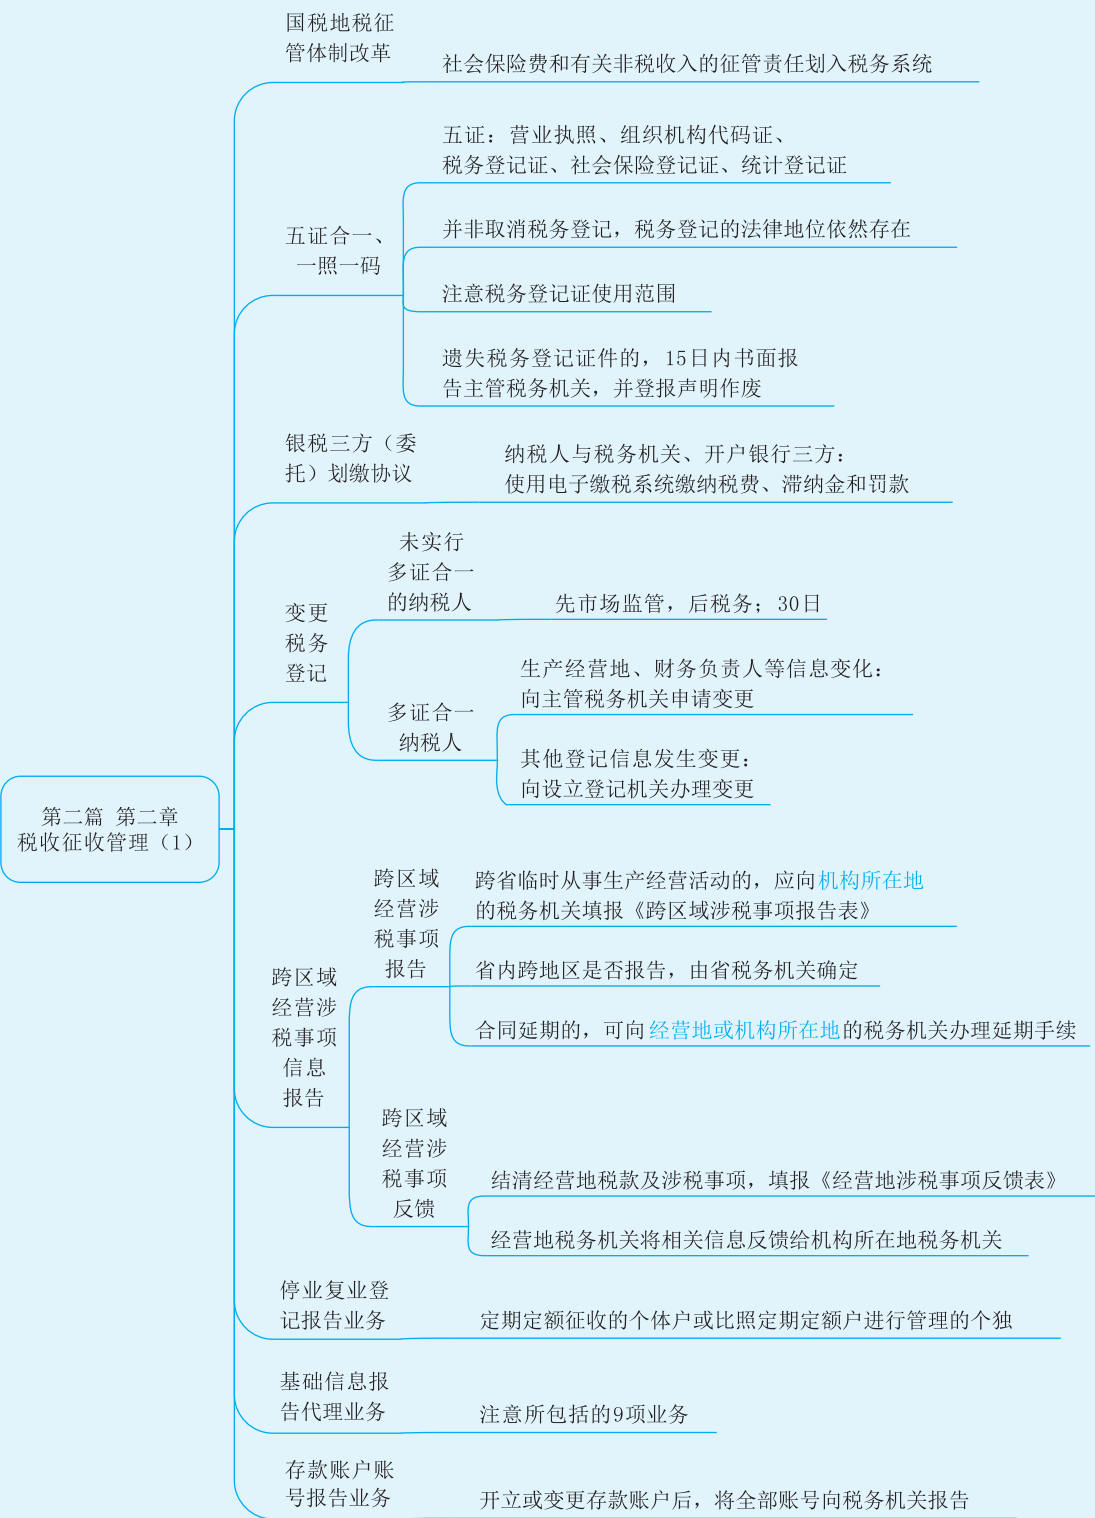 国税地税征
管体制改革
社会保险费和有关非税收入的征管责任划入税务系统
五证合一、
一照一码
五证：营业执照、组织机构代码证、
税务登记证、社会保险登记证、统计登记证
并非取消税务登记，税务登记的法律地位依然存在
注意税务登记证使用范围
遗失税务登记证件的，15日内书面报
告主管税务机关，并登报声明作废
银税三方（委
托）划缴协议
纳税人与税务机关、开户银行三方：
使用电子缴税系统缴纳税费、滞纳金和罚款
变更
税务
登记
未实行
多证合一
的纳税人
先市场监管，后税务；30日
多证合一
纳税人
生产经营地、财务负责人等信息变化：
向主管税务机关申请变更
其他登记信息发生变更：
向设立登记机关办理变更
第二篇 第二章
税收征收管理（1）
跨区域
经营涉
税事项
信息
报告
跨区域
经营涉
税事项
报告
跨省临时从事生产经营活动的，应向机构所在地
的税务机关填报《跨区域涉税事项报告表》
省内跨地区是否报告，由省税务机关确定
合同延期的，可向经营地或机构所在地的税务机关办理延期手续
跨区域
经营涉
税事项
反馈
结清经营地税款及涉税事项，填报《经营地涉税事项反馈表》
经营地税务机关将相关信息反馈给机构所在地税务机关
停业复业登
记报告业务
定期定额征收的个体户或比照定期定额户进行管理的个独
基础信息报
告代理业务
注意所包括的9项业务
存款账户账
号报告业务
开立或变更存款账户后，将全部账号向税务机关报告